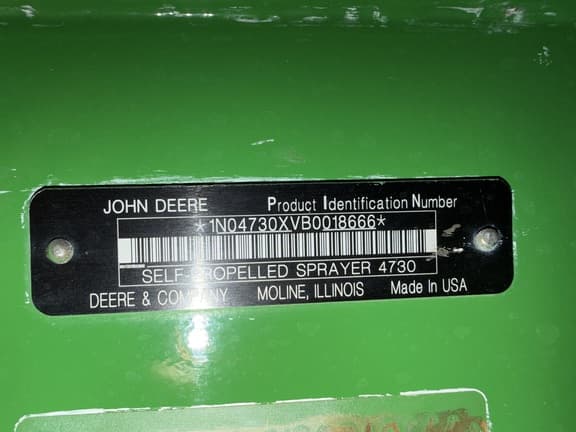 JOHN DEERE Product Identification Number
*1N04730XVB0018666*
SELF-PROPELLED SPRAYER 4730
DEERE & COMPANY MOLINE, ILLINOIS Made In USA